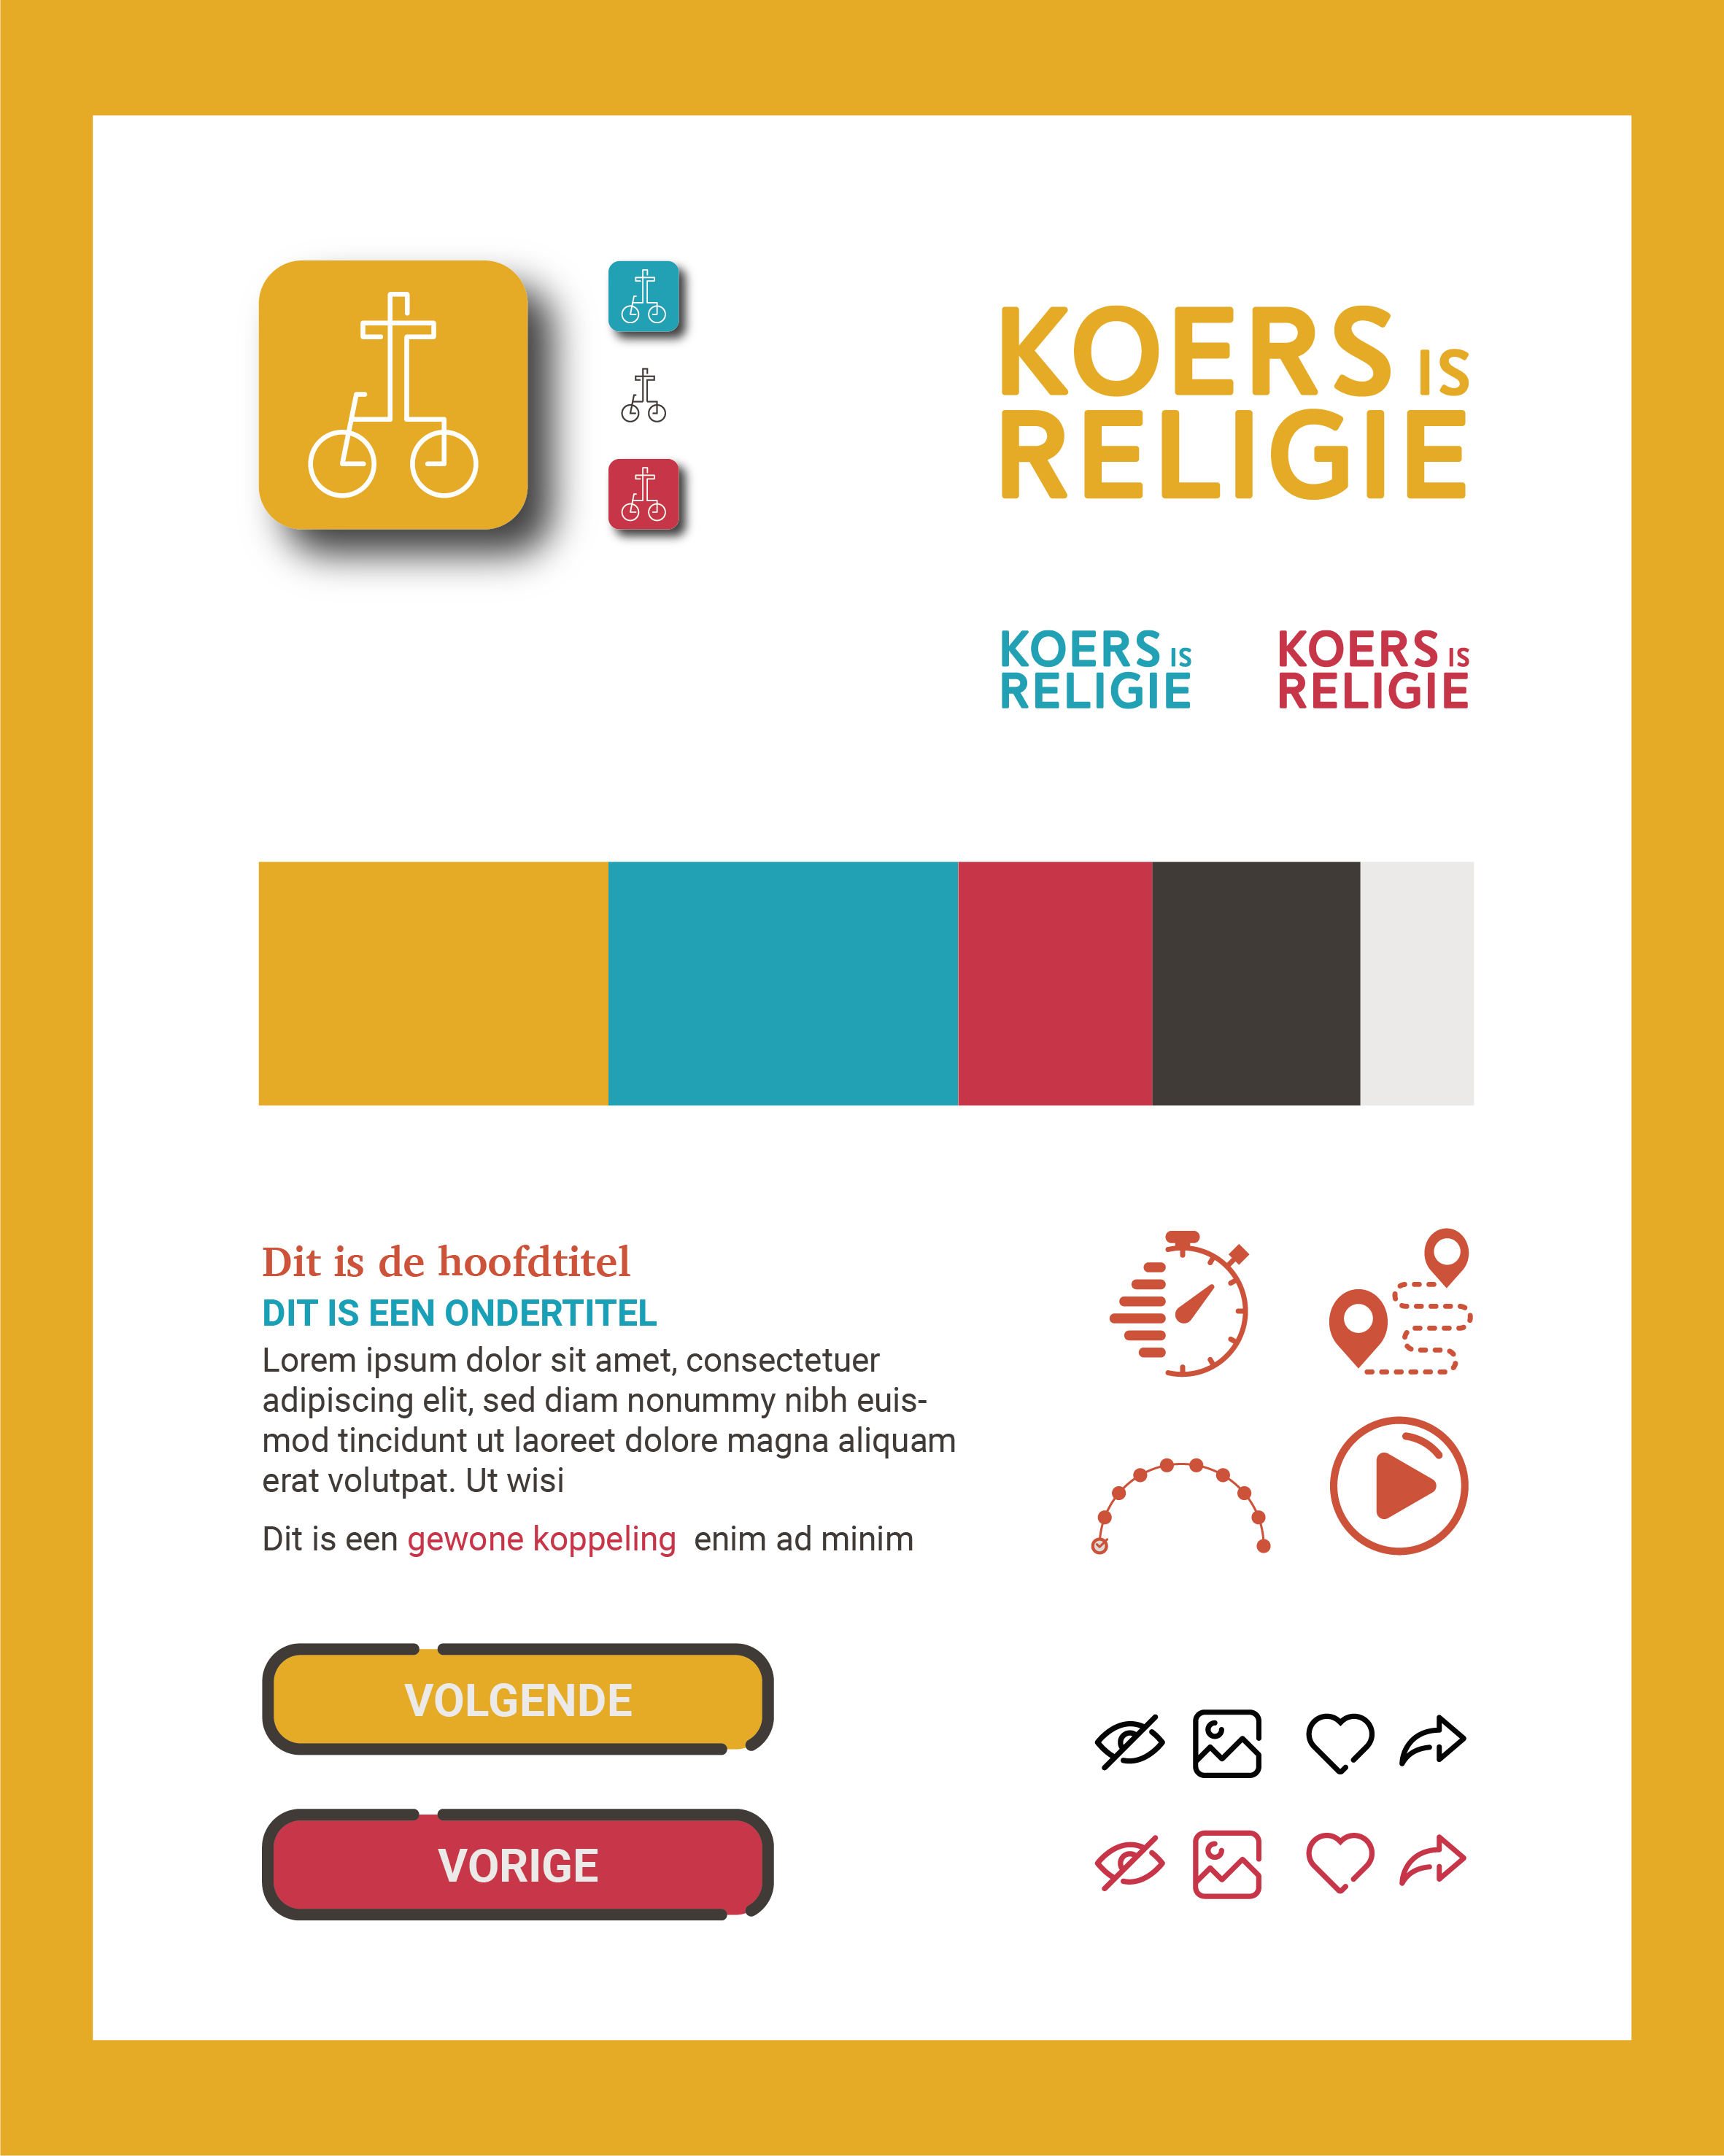 KOERS IS
RELIGIE
KOERS IS
RELIGIE
KOERS IS
RELIGIE
Dit is de hoofdtitel
DIT IS EEN ONDERTITEL
Lorem ipsum dolor sit amet, consectetuer
adipiscing elit, sed diam nonummy nibh euis-
mod tincidunt ut laoreet dolore magna aliquam
erat volutpat. Ut wisi
Dit is een gewone koppeling enim ad minim
VOLGENDE
VORIGE